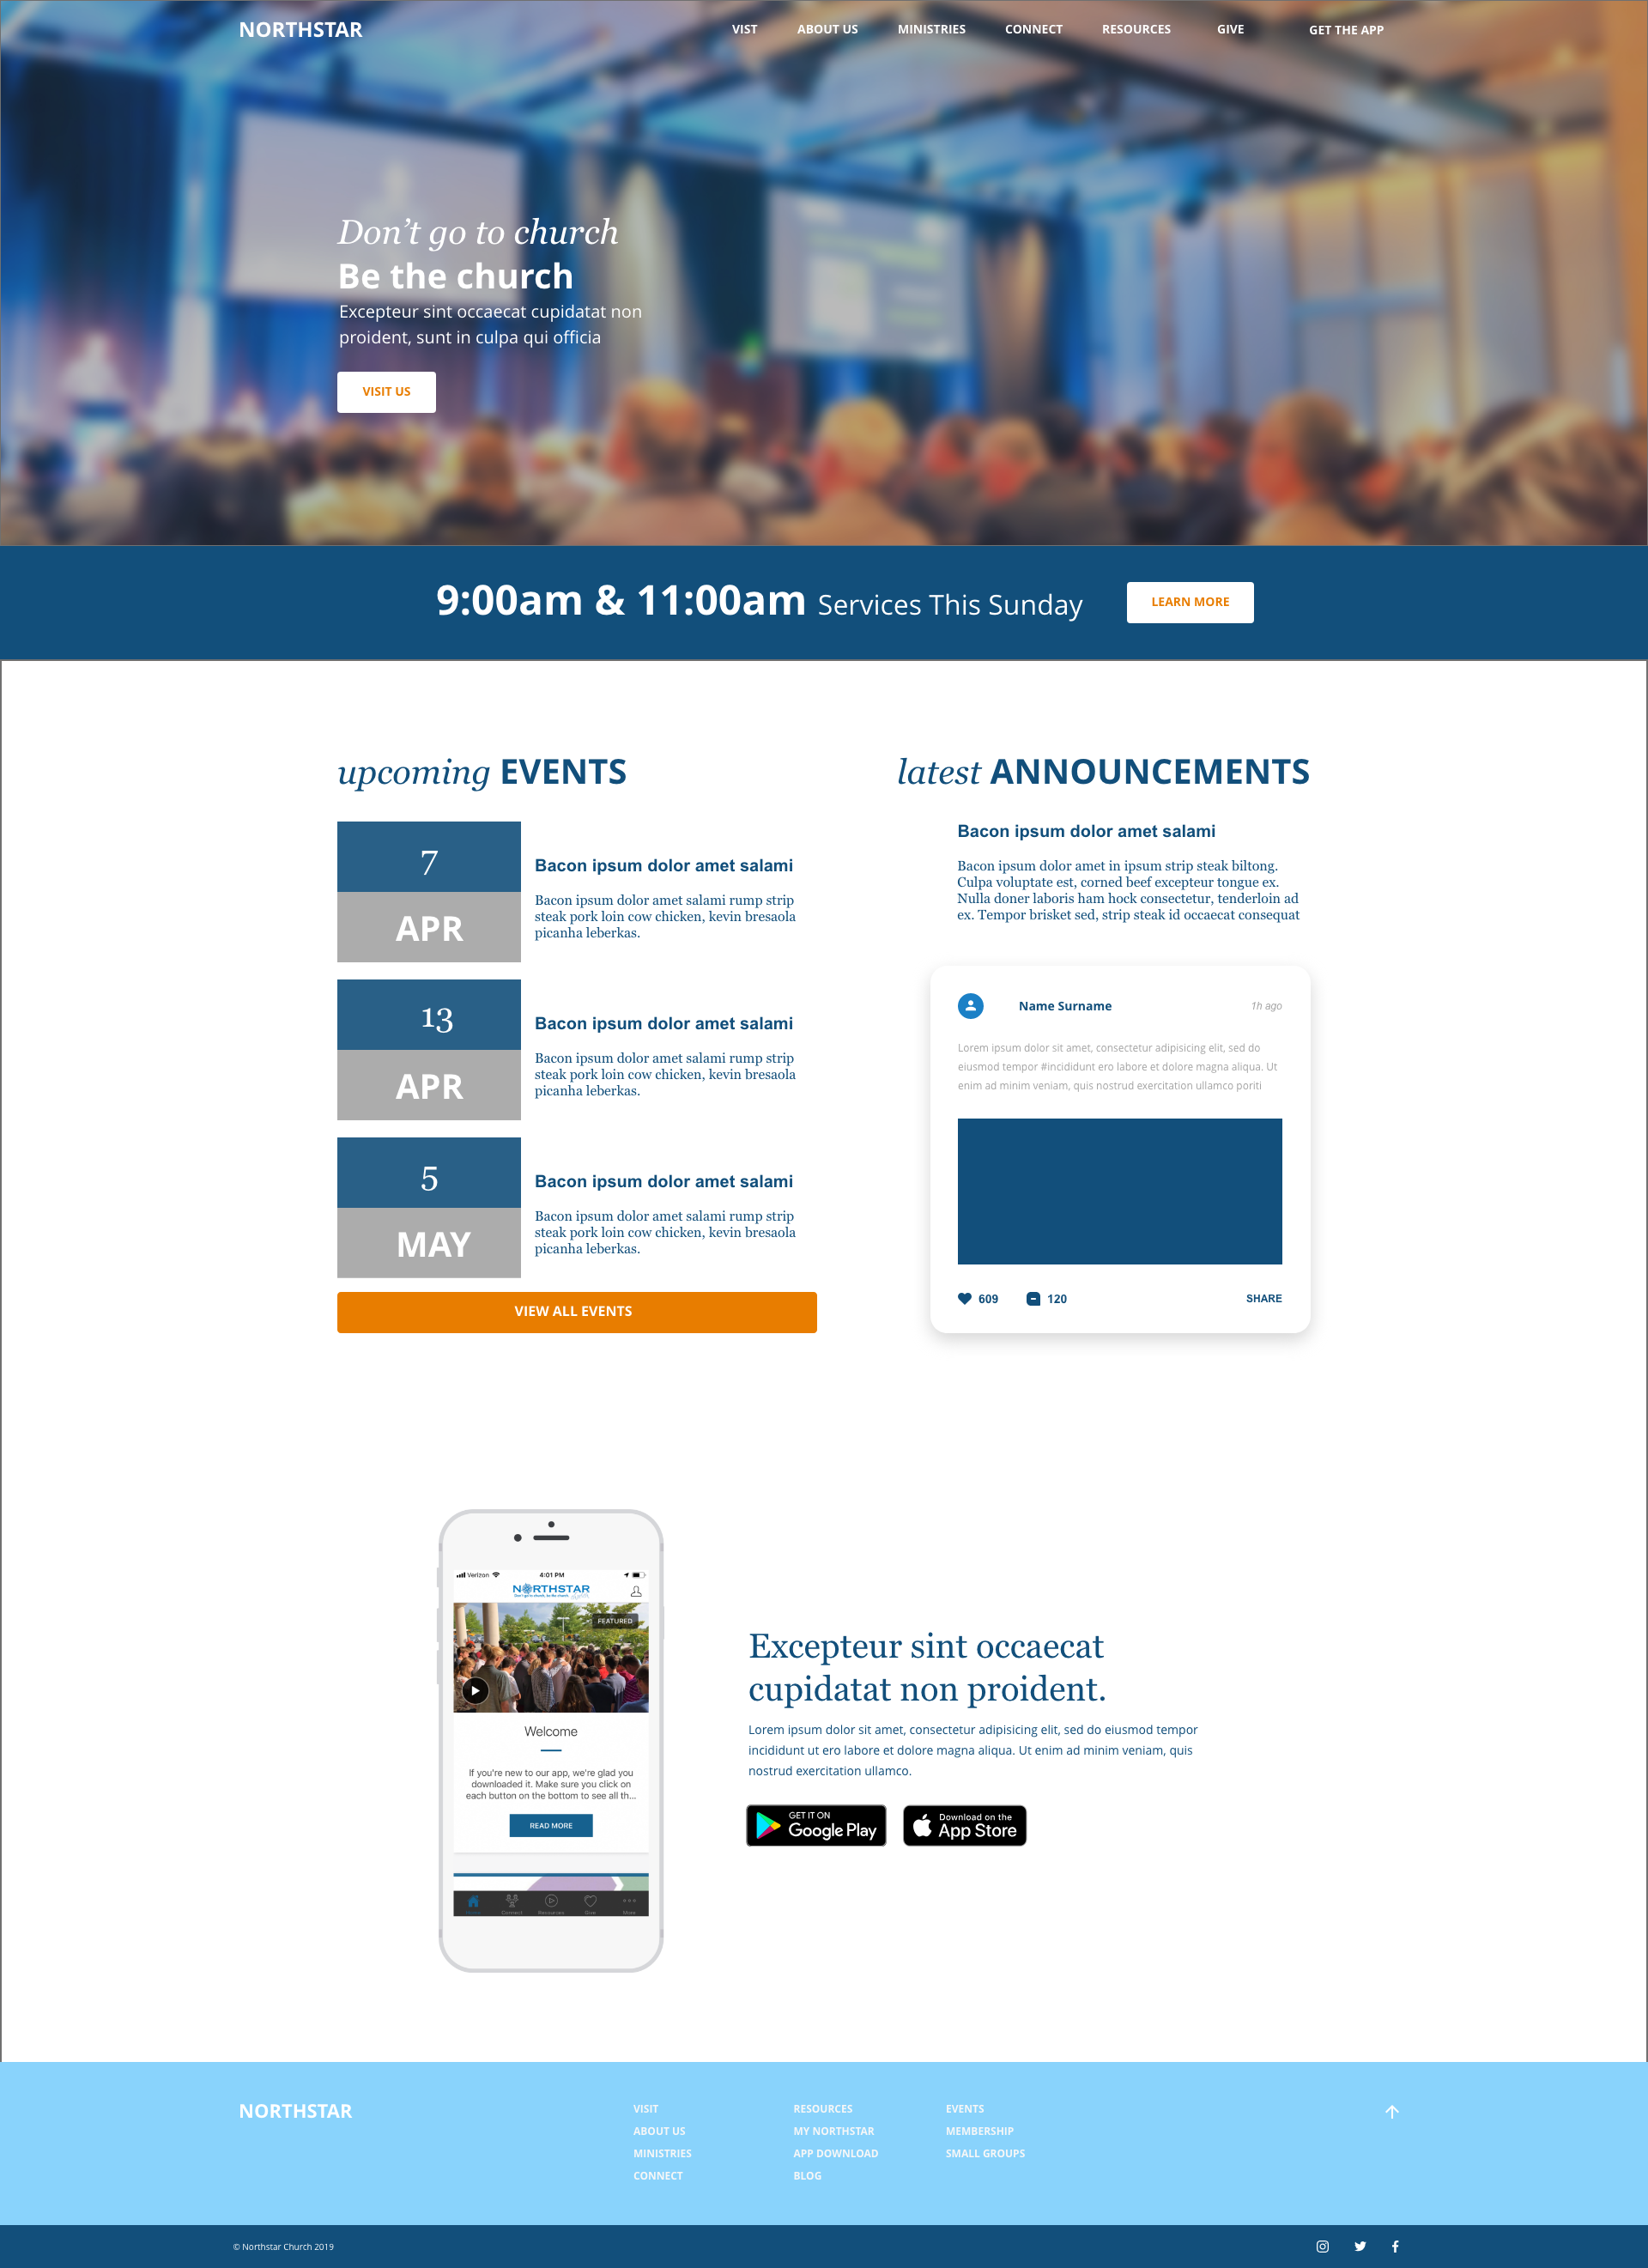 NORTHSTAR
VIST ABOUT US MINISTRIES CONNECT RESOURCES GIVE GET THE APP
Don’t go to church
Be the church
Excepteur sint occaecat cupidatat non
proident, sunt in culpa qui officia
VISIT US
9:00am & 11:00am Services This Sunday
LEARN MORE
upcoming EVENTS
7
APR
Bacon ipsum dolor amet salami
Bacon ipsum dolor amet salami rump strip
steak pork loin cow chicken, kevin bresaola
picanha leberkas.
13
APR
Bacon ipsum dolor amet salami
Bacon ipsum dolor amet salami rump strip
steak pork loin cow chicken, kevin bresaola
picanha leberkas.
5
MAY
Bacon ipsum dolor amet salami
Bacon ipsum dolor amet salami rump strip
steak pork loin cow chicken, kevin bresaola
picanha leberkas.
VIEW ALL EVENTS
latest ANNOUNCEMENTS
Bacon ipsum dolor amet salami
Bacon ipsum dolor amet in ipsum strip steak biltong.
Culpa voluptate est, corned beef excepteur tongue ex.
Nulla doner laboris ham hock consectetur, tenderloin ad
ex. Tempor brisket sed, strip steak id occaecat consequat
Name Surname
1h ago
Lorem ipsum dolor sit amet, consectetur adipisicing elit, sed do
eiusmod tempor #incididunt ero labore et dolore magna aliqua. Ut
enim ad minim veniam, quis nostrud exercitation ullamco poriti
609 120 SHARE
Verizon 4:01 PM
NORTHSTAR
FEATURED
Welcome
If you're new to our app, we're glad you
downloaded it. Make sure you click on
each button on the bottom to see all th...
READ MORE
Home Connect Resources Give More
Excepteur sint occaecat
cupidatat non proident.
Lorem ipsum dolor sit amet, consectetur adipisicing elit, sed do eiusmod tempor
incididunt ut ero labore et dolore magna aliqua. Ut enim ad minim veniam, quis
nostrud exercitation ullamco.
GET IT ON
Google Play
Download on the
App Store
NORTHSTAR
VISIT
ABOUT US
MINISTRIES
CONNECT
RESOURCES
MY NORTHSTAR
APP DOWNLOAD
BLOG
EVENTS
MEMBERSHIP
SMALL GROUPS
© Northstar Church 2019